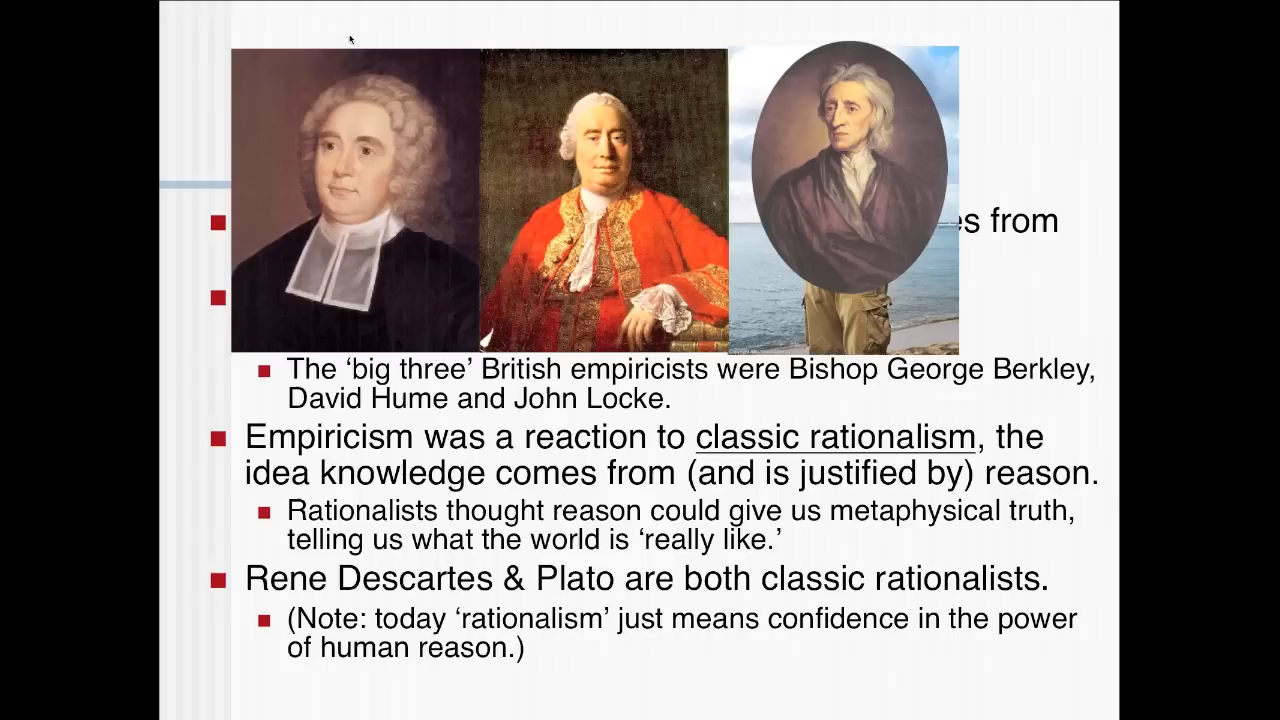 from
The ‘big three’ British empiricists were Bishop George Berkley,
David Hume and John Locke.
Empiricism was a reaction to classic rationalism, the
idea knowledge comes from (and is justified by) reason.
Rationalists thought reason could give us metaphysical truth,
telling us what the world is ‘really like.’
Rene Descartes & Plato are both classic rationalists.
(Note: today ‘rationalism’ just means confidence in the power
of human reason.)